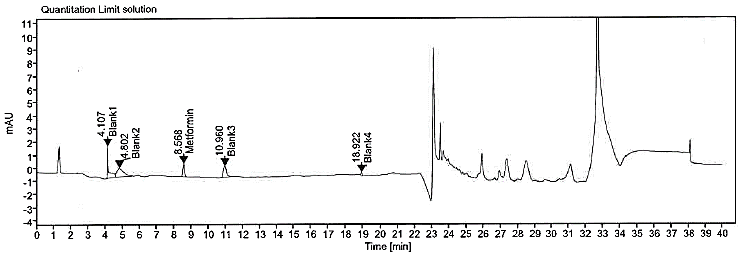 Quantitation Limit solution
11
10
9
8
7
6
5
4
3
2
1
0
-1
-2
-3
-4
mAU
4.107
Blank1
4.802
Blank2
8.568
Metformin
10.960
Blank3
18.922
Blank4
0 1 2 3 4 5 6 7 8 9 10 11 12 13 14 15 16 17 18 19 20 21 22 23 24 25 26 27 28 29 30 31 32 33 34 35 36 37 38 39 40
Time [min]